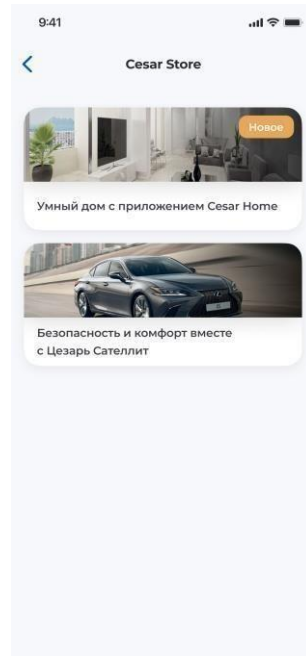 9:41
Cesar Store
Новое
Умный дом с приложением Cesar Home
Безопасность и комфорт вместе
с Цезарь Сателлит